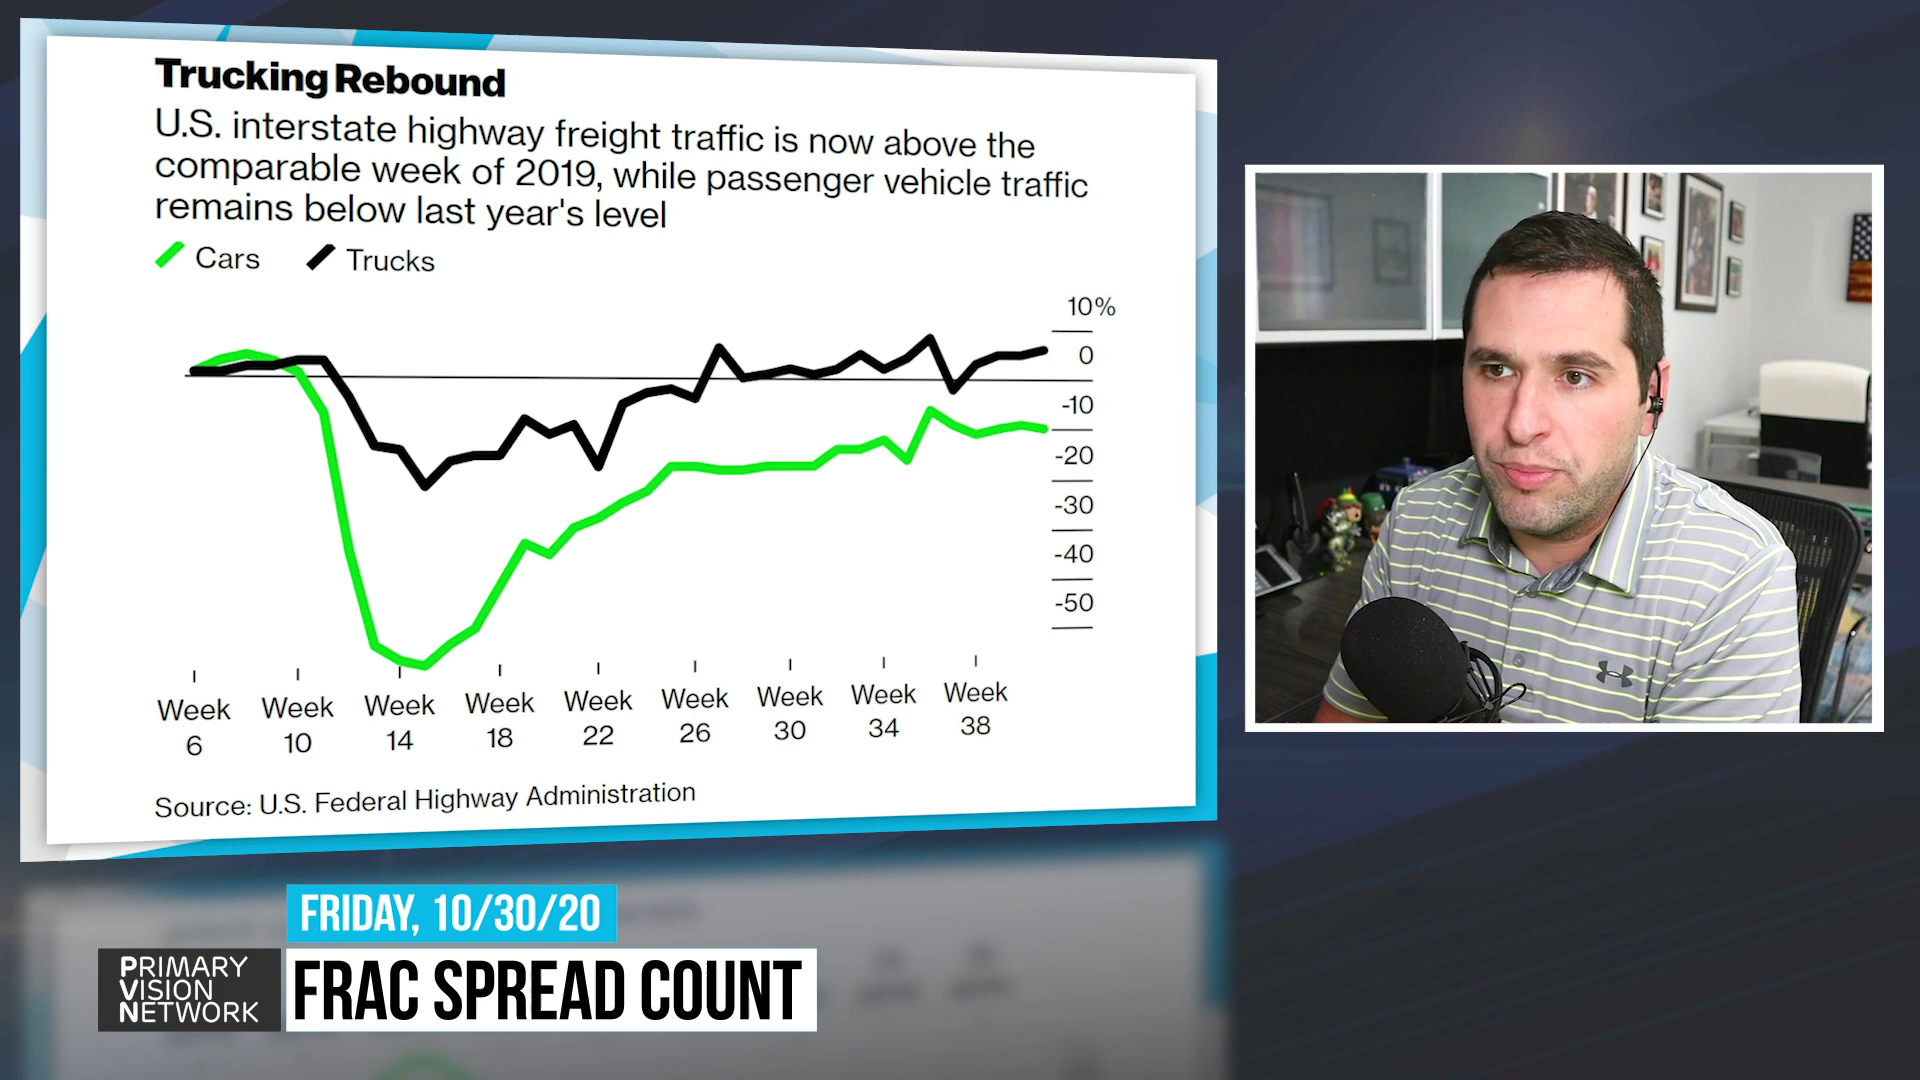 Trucking Rebound
U.S. interstate highway freight traffic is now above the
comparable week of 2019, while passenger vehicle traffic
remains below last year's level
Cars Trucks
10%
0
-10
-20
-30
-40
-50
Week Week Week Week Week Week Week Week Week
6 10 14 18 22 26 30 34 38
Source: U.S. Federal Highway Administration
FRIDAY, 10/30/20
PRIMARY
VISION
NETWORK
FRAC SPREAD COUNT